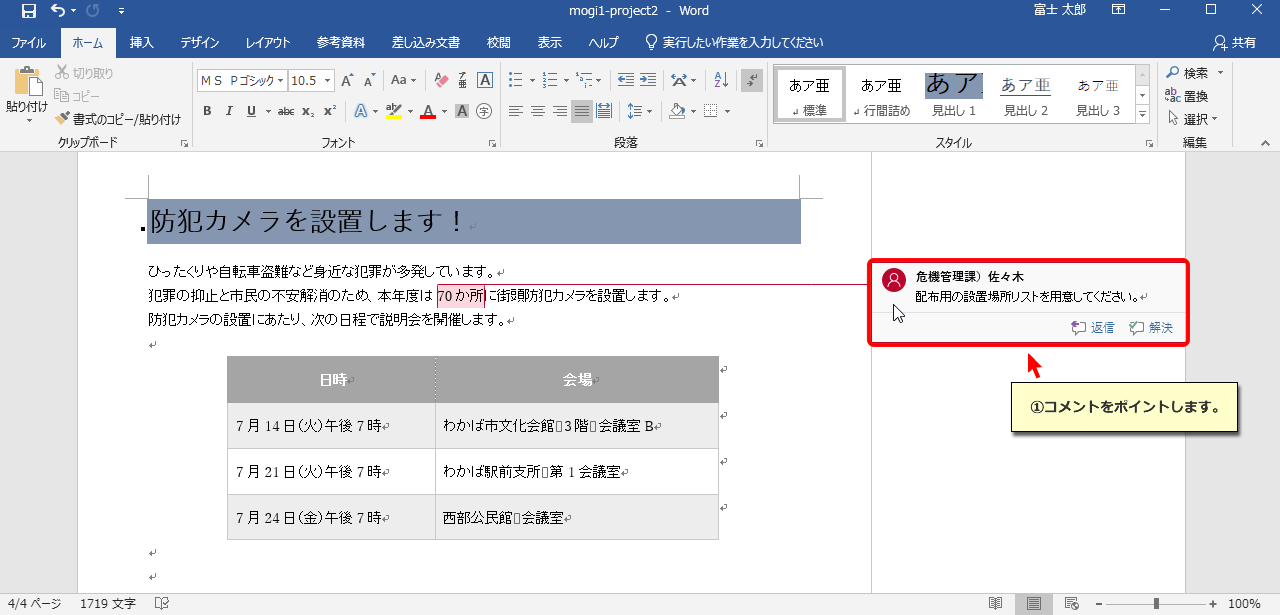 mogi1-project2 - Word
富士 太郎
ファイル ホーム 挿入 デザイン レイアウト 参考資料 差し込み文書 校閲 表示 ヘルプ 実行したい作業を入力してください 共有
貼り付け
切り取り
コピー
書式のコピー/貼り付け
クリップボード
ＭＳ Ｐゴシック 10.5
フォント
段落
あア亜 標準
あア亜 行間詰め
あア 見出し 1
あア亜 見出し 2
あア亜 見出し 3
スタイル
検索
置換
選択
編集
防犯カメラを設置します！
ひったくりや自転車盗難など身近な犯罪が多発しています。
犯罪の抑止と市民の不安解消のため、本年度は 70 か所に街頭防犯カメラを設置します。
防犯カメラの設置にあたり、次の日程で説明会を開催します。
日時 会場
7 月 14 日(火)午後 7 時 わかば市文化会館□3 階□会議室 B
7 月 21 日(火)午後 7 時 わかば駅前支所□第 1 会議室
7 月 24 日(金)午後 7 時 西部公民館□会議室
危機管理課）佐々木
配布用の設置場所リストを用意してください。
返信 解決
①コメントをポイントします。
4/4 ページ 1719 文字 100%